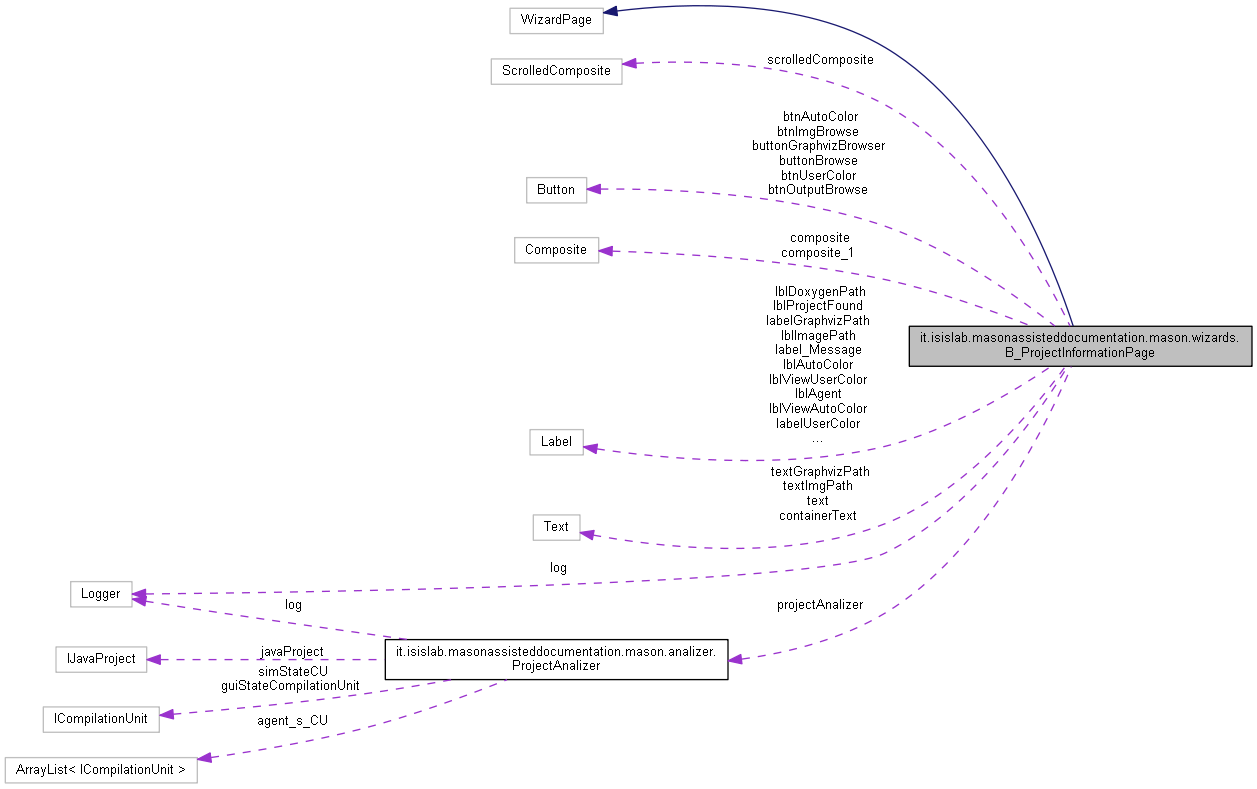 WizardPage
scrolledComposite
ScrolledComposite
btnAutoColor
btnImgBrowse
buttonGraphvizBrowser
buttonBrowse
btnUserColor
btnOutputBrowse
Button
composite
composite_1
Composite
lblDoxygenPath
lblProjectFound
labelGraphvizPath
lblImagePath
label_Message
lblAutoColor
lblViewUserColor
lblAgent
lblViewAutoColor
labelUserColor
...
it.isislab.masonassisteddocumentation.mason.wizards.
B_ProjectInformationPage
Label
textGraphvizPath
textImgPath
text
containerText
Text
log
Logger
log
projectAnalizer
it.isislab.masonassisteddocumentation.mason.analizer.
ProjectAnalizer
javaProject
IJavaProject
simStateCU
guiStateCompilationUnit
ICompilationUnit
agent_s_CU
ArrayList< ICompilationUnit >